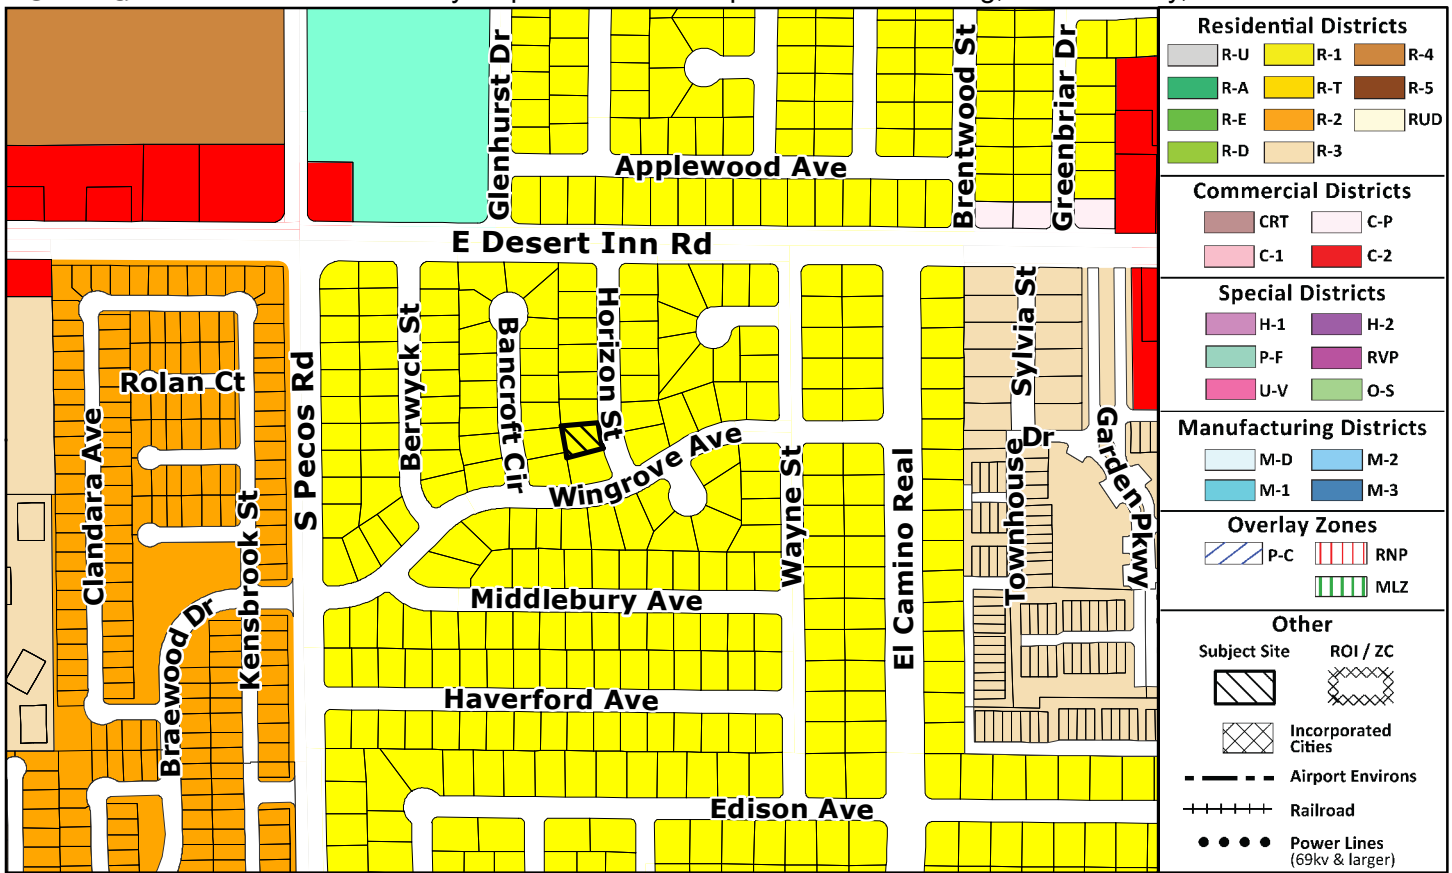 Glenhurst Dr
Brentwood St
Greenbriar Dr
Applewood Ave
E Desert Inn Rd
Berwyck St
Bancroft Cir
Horizon St
Sylvia St
Rolan Ct
S Pecos Rd
Clandara Ave
Kensbrook St
Wingrove Ave
Wayne St
El Camino Real
Townhouse Dr
Garden Pkwy
Braewood Dr
Middlebury Ave
Haverford Ave
Edison Ave
Residential Districts
R-U R-1 R-4
R-A R-T R-5
R-E R-2 RUD
R-D R-3
Commercial Districts
CRT C-P
C-1 C-2
Special Districts
H-1 H-2
P-F RVP
U-V O-S
Manufacturing Districts
M-D M-2
M-1 M-3
Overlay Zones
P-C RNP
MLZ
Other
Subject Site ROI / ZC
Incorporated
Cities
Airport Environs
Railroad
Power Lines
(69kv & larger)